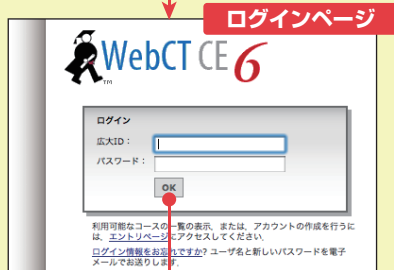 ログインページ
WebCT CE 6
TM
ログイン
広大ID：
パスワード：
OK
利用可能なコースの一覧の表示，または，アカウントの作成を行うに
は，エントリページにアクセスしてください．
ログイン情報をお忘れですか? ユーザ名と新しいパスワードを電子
メールでお送りします．